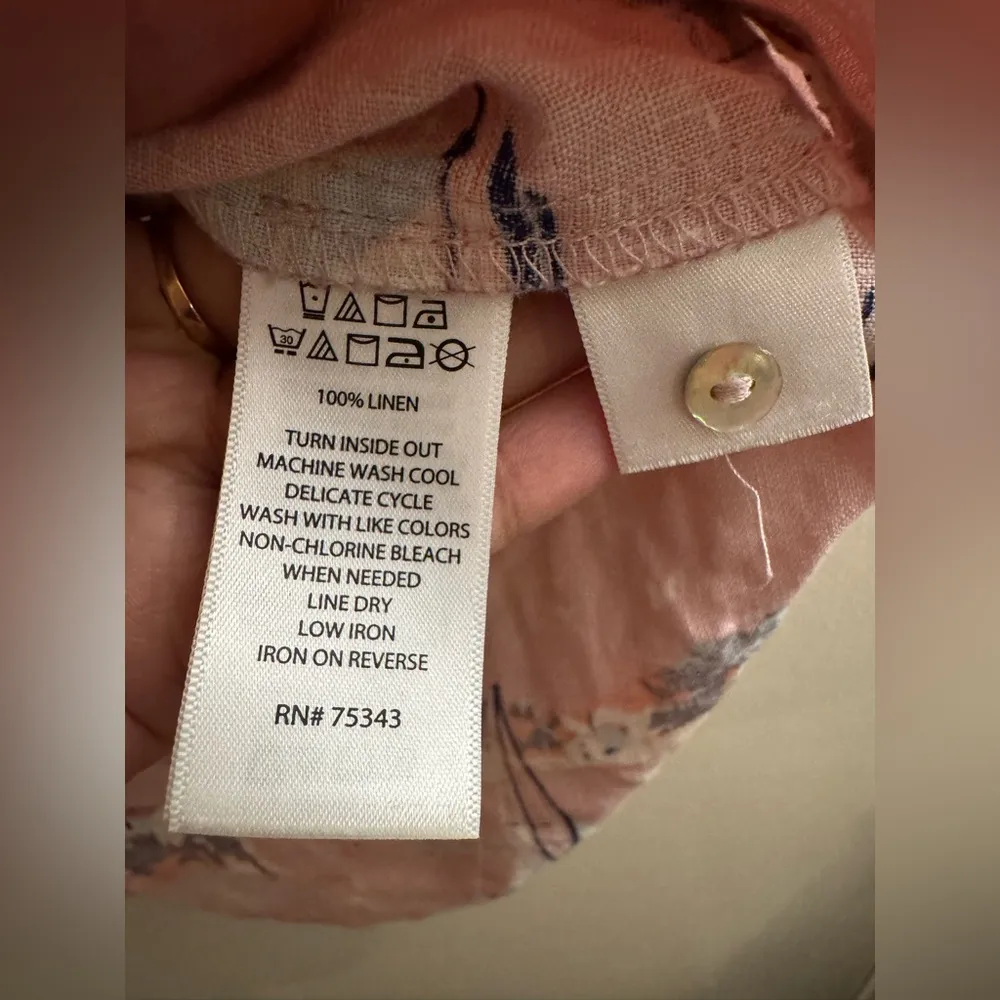 30
100% LINEN
TURN INSIDE OUT
MACHINE WASH COOL
DELICATE CYCLE
WASH WITH LIKE COLORS
NON-CHLORINE BLEACH
WHEN NEEDED
LINE DRY
LOW IRON
IRON ON REVERSE
RN# 75343